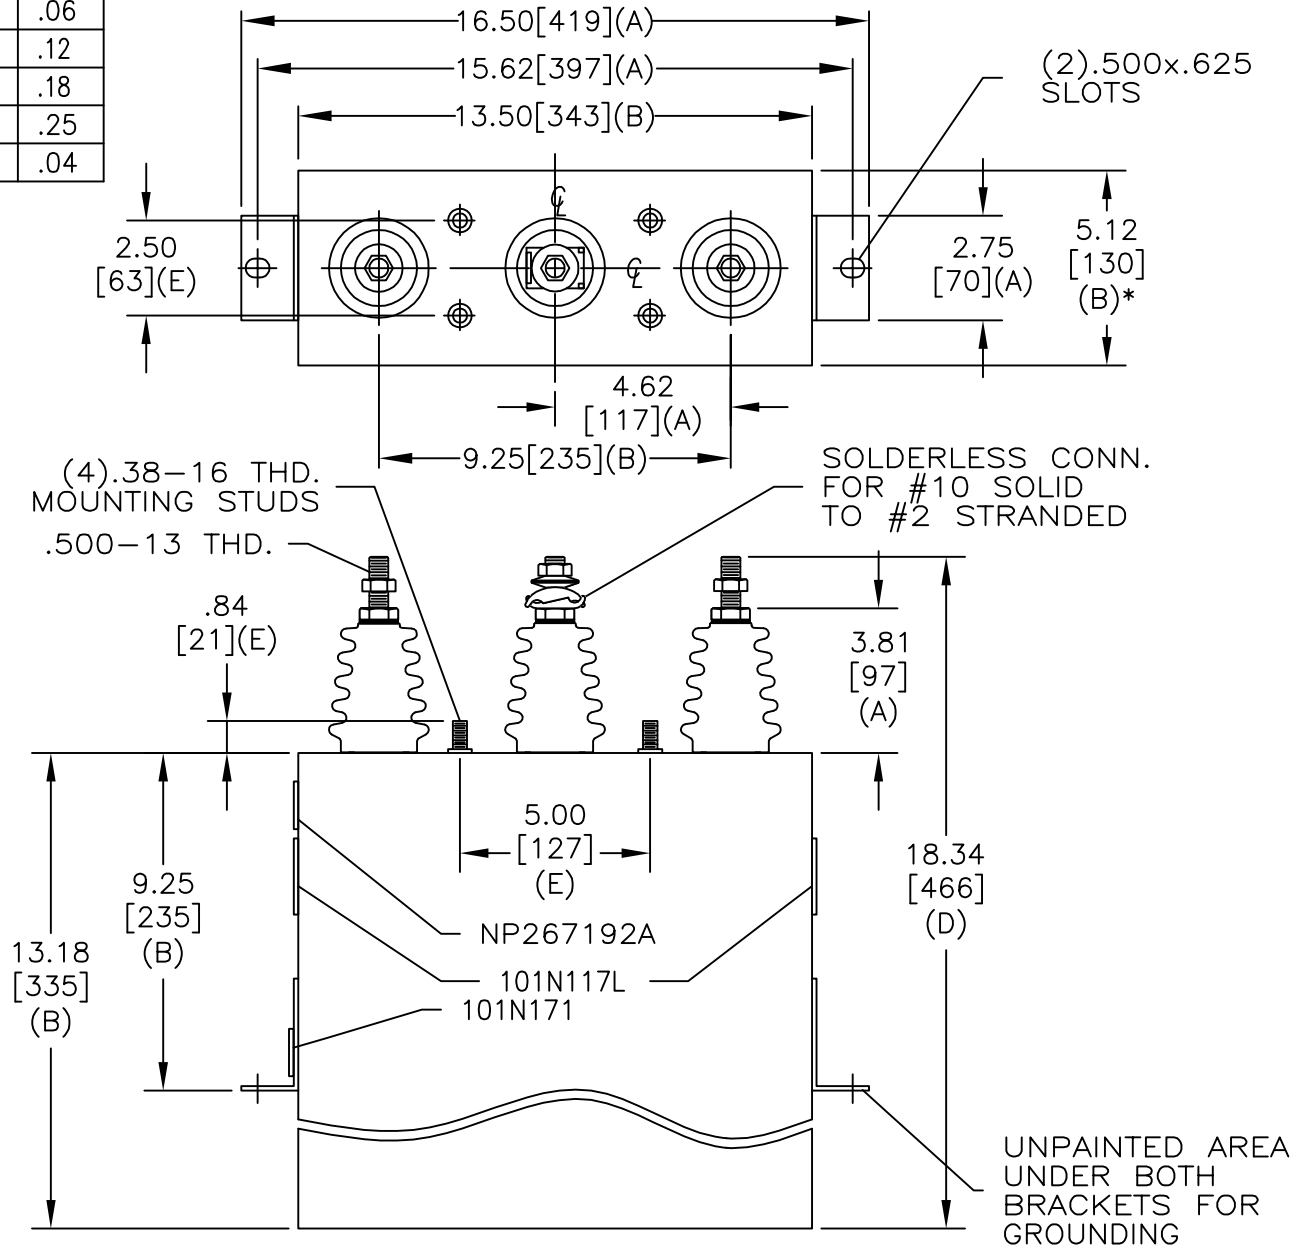 .06
.12
.18
.25
.04
16.50[419](A)
15.62[397](A)
13.50[343](B)
(2).500x.625
SLOTS
℄
℄
2.50
[63](E)
2.75
[70](A)
5.12
[130]
(B)*
4.62
[117](A)
9.25[235](B)
(4).38-16 THD.
MOUNTING STUDS
.500-13 THD.
SOLDERLESS CONN.
FOR #10 SOLID
TO #2 STRANDED
.84
[21](E)
3.81
[97]
(A)
5.00
[127]
(E)
9.25
[235]
(B)
13.18
[335]
(B)
18.34
[466]
(D)
NP267192A
101N117L
101N171
UNPAINTED AREA
UNDER BOTH
BRACKETS FOR
GROUNDING